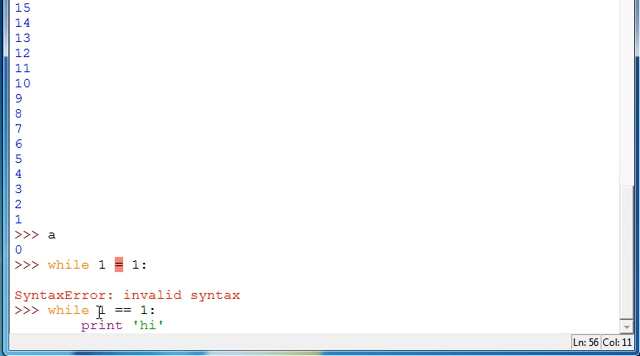 15
14
13
12
11
10
9
8
7
6
5
4
3
2
1
>>> a
0
>>> while 1 = 1:
SyntaxError: invalid syntax
>>> while 1 == 1:
print 'hi'
Ln: 56 Col: 11